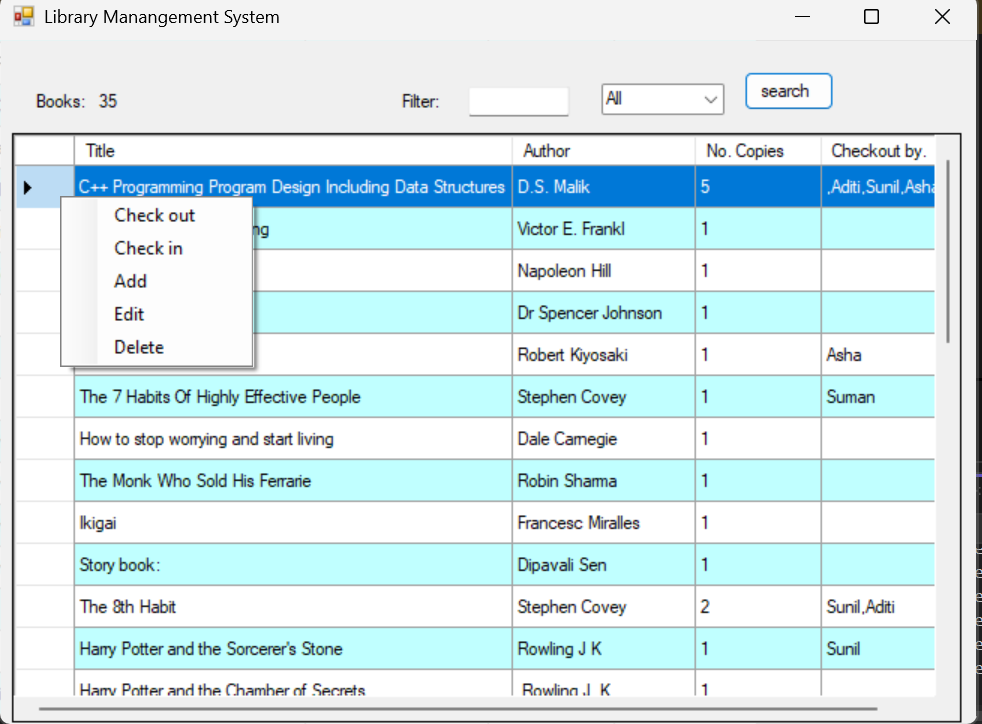 Library Manangement System
Books: 35 Filter: All search
Title Author No. Copies Checkout by.
C++ Programming Program Design Including Data Structures D.S. Malik 5 ,Aditi,Sunil,Asha
Check out
ng Victor E. Frankl 1
Check in
Napoleon Hill 1
Add
Edit
Dr Spencer Johnson 1
Delete
Robert Kiyosaki 1 Asha
The 7 Habits Of Highly Effective People Stephen Covey 1 Suman
How to stop worrying and start living Dale Carnegie 1
The Monk Who Sold His Ferrarie Robin Sharma 1
Ikigai Francesc Miralles 1
Story book: Dipavali Sen 1
The 8th Habit Stephen Covey 2 Sunil,Aditi
Harry Potter and the Sorcerer's Stone Rowling J K 1 Sunil
Harry Potter and the Chamber of Secrets Rowling J. K 1